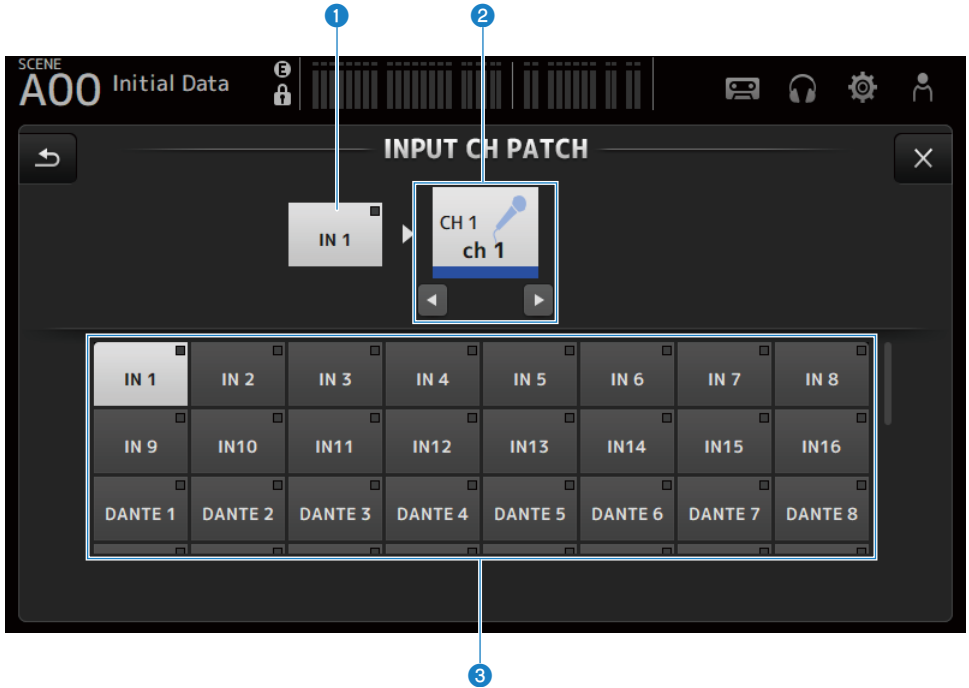 1 2
SCENE
A00 Initial Data E
INPUT CH PATCH
IN 1
CH 1
ch 1
IN 1 IN 2 IN 3 IN 4 IN 5 IN 6 IN 7 IN 8
IN 9 IN10 IN11 IN12 IN13 IN14 IN15 IN16
DANTE 1 DANTE 2 DANTE 3 DANTE 4 DANTE 5 DANTE 6 DANTE 7 DANTE 8
3